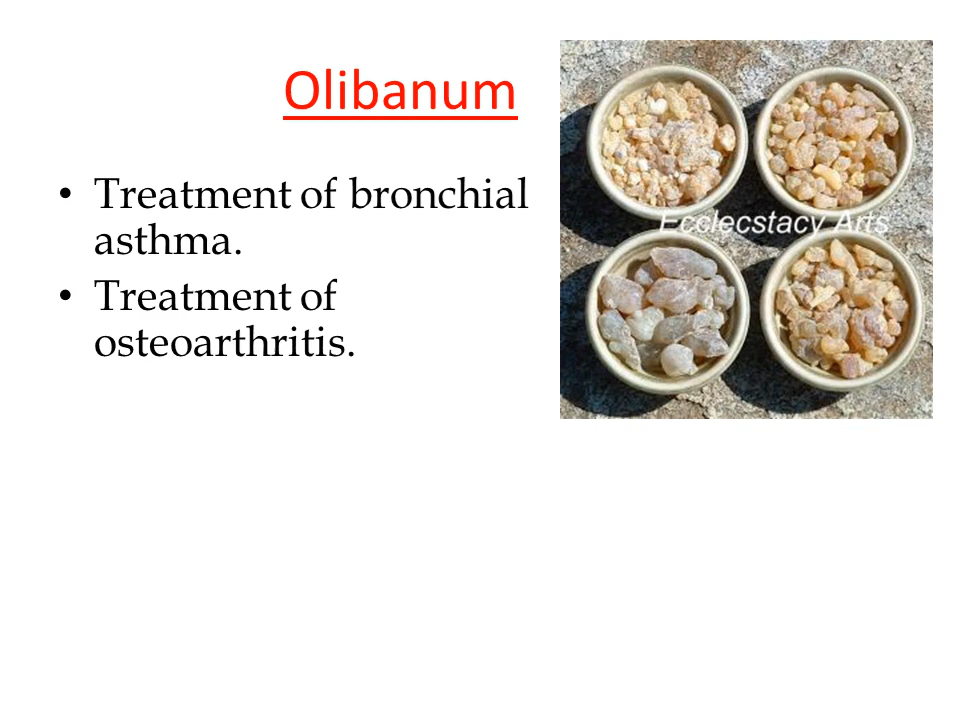 Olibanum
• Treatment of bronchial
asthma.
• Treatment of
osteoarthritis.
Ecclecstacy Arts